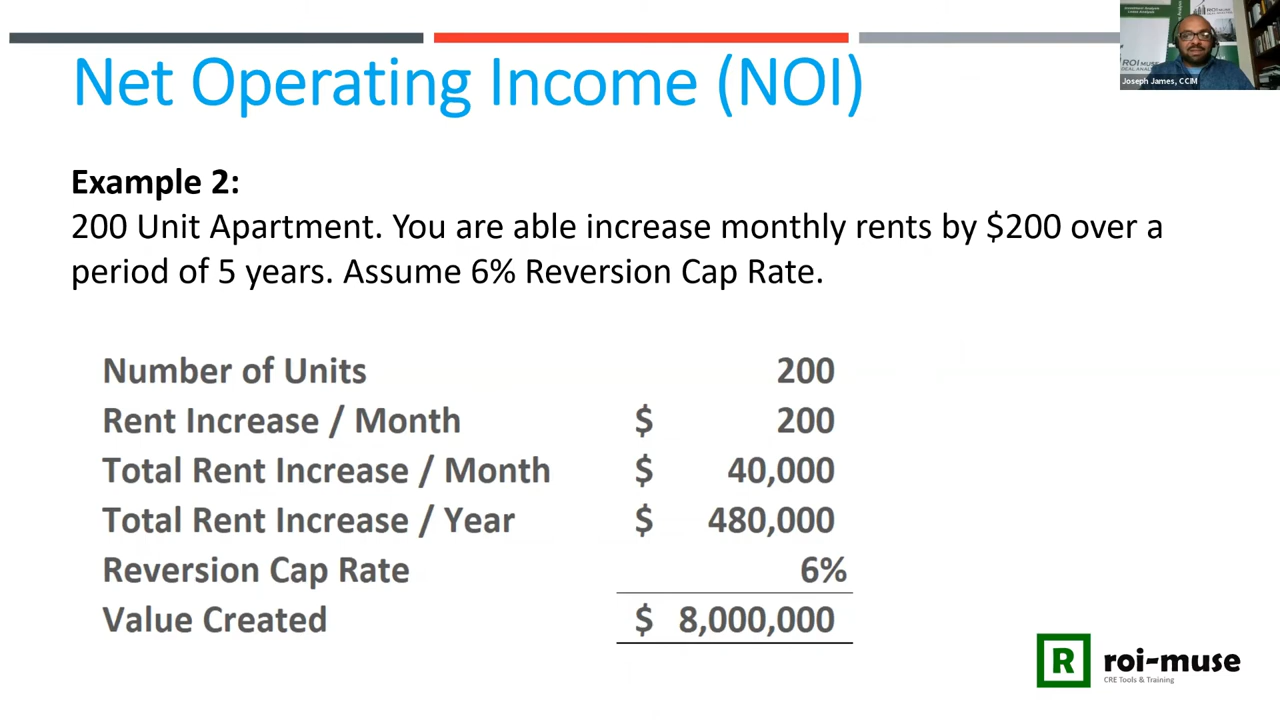 Net Operating Income (NOI)
Joseph James, CCIM
Example 2:
200 Unit Apartment. You are able increase monthly rents by $200 over a
period of 5 years. Assume 6% Reversion Cap Rate.
Number of Units 200
Rent Increase / Month $ 200
Total Rent Increase / Month $ 40,000
Total Rent Increase / Year $ 480,000
Reversion Cap Rate 6%
Value Created $ 8,000,000
R roi-muse
CRE Tools & Training